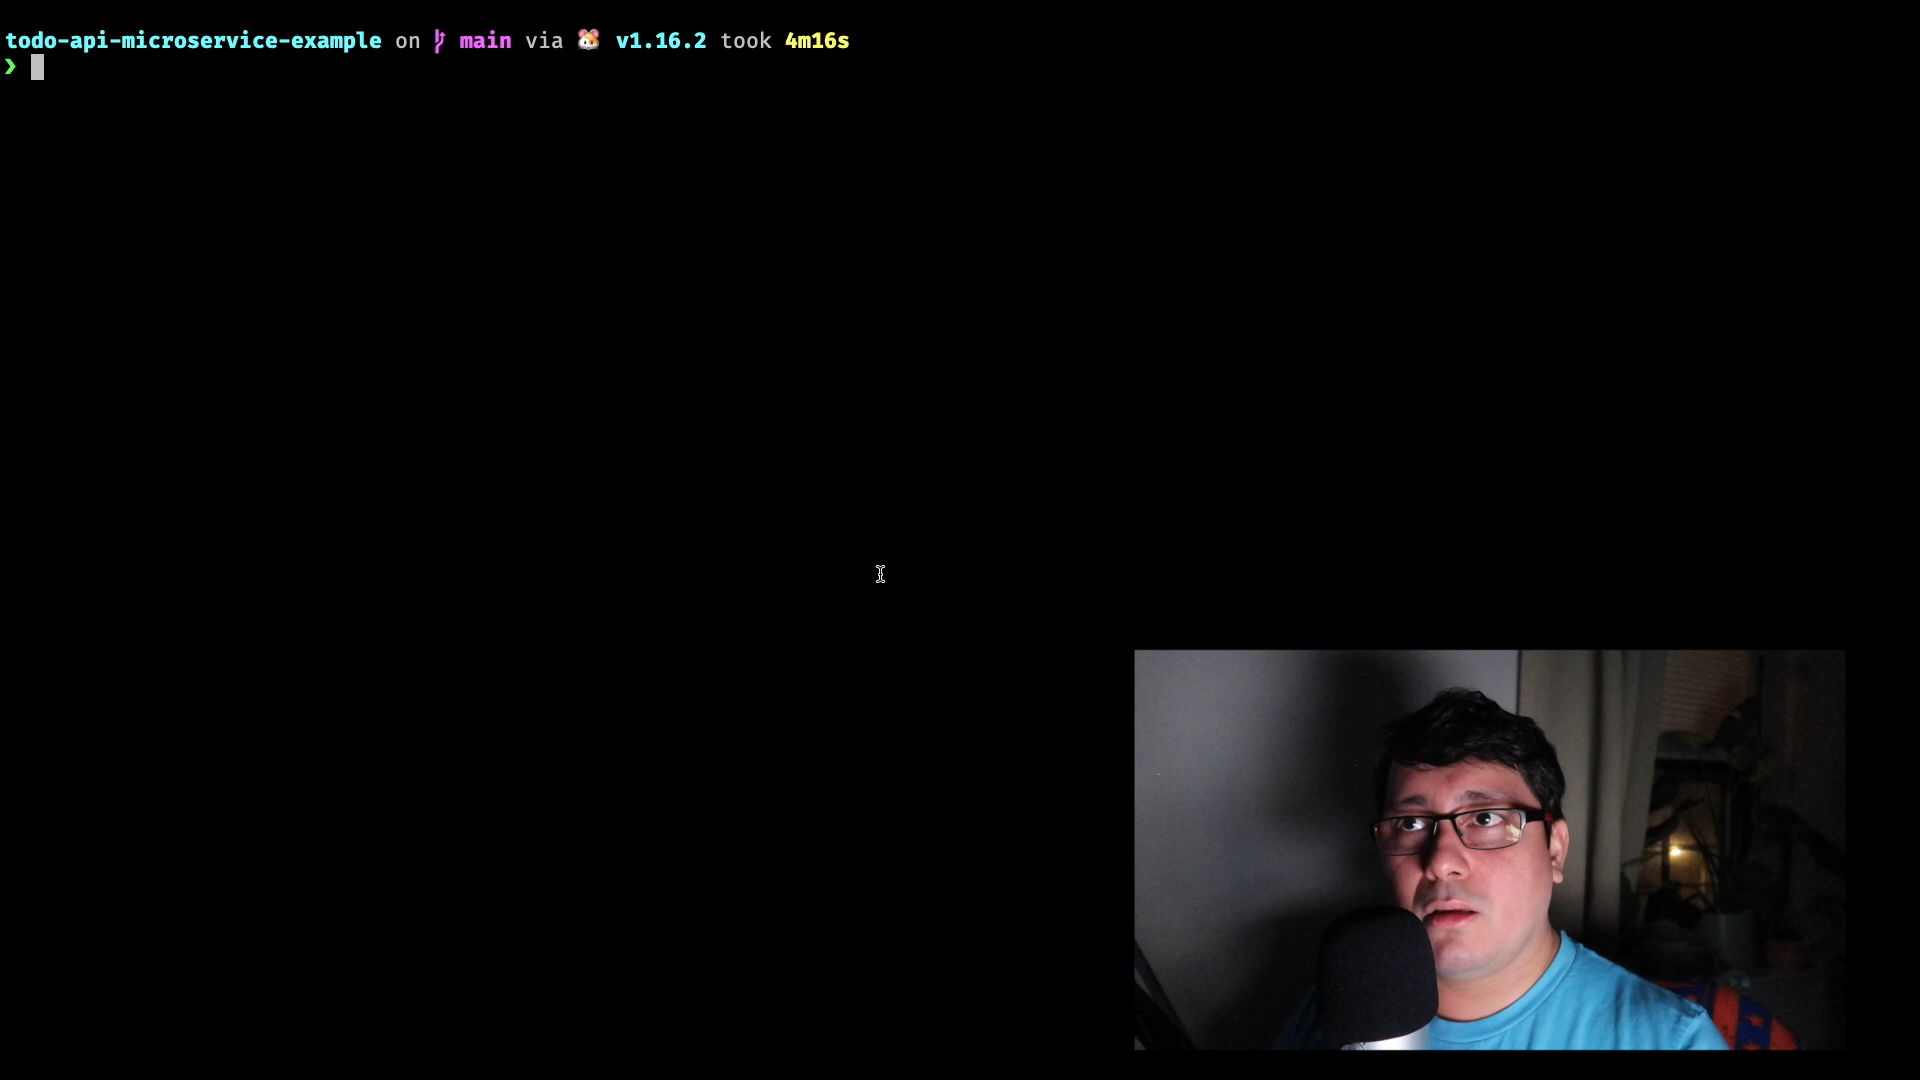 todo-api-microservice-example on main via 🐹 v1.16.2 took 4m16s
❯